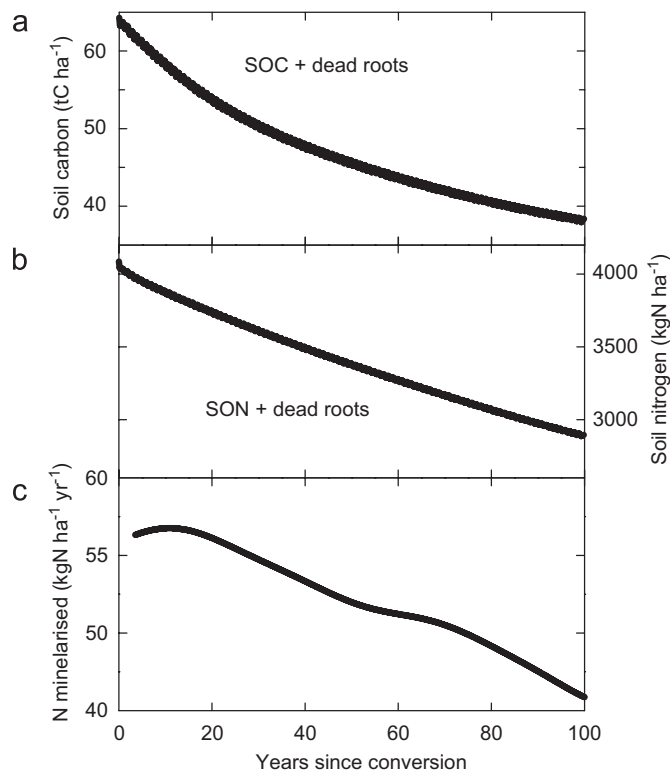 a
60
50
40
Soil carbon (tC ha⁻¹)
SOC + dead roots
b
4000
3500
3000
Soil nitrogen (kgN ha⁻¹)
SON + dead roots
c
60
55
50
40
N minelarised (kgN ha⁻¹ yr⁻¹)
0 20 40 60 80 100
Years since conversion